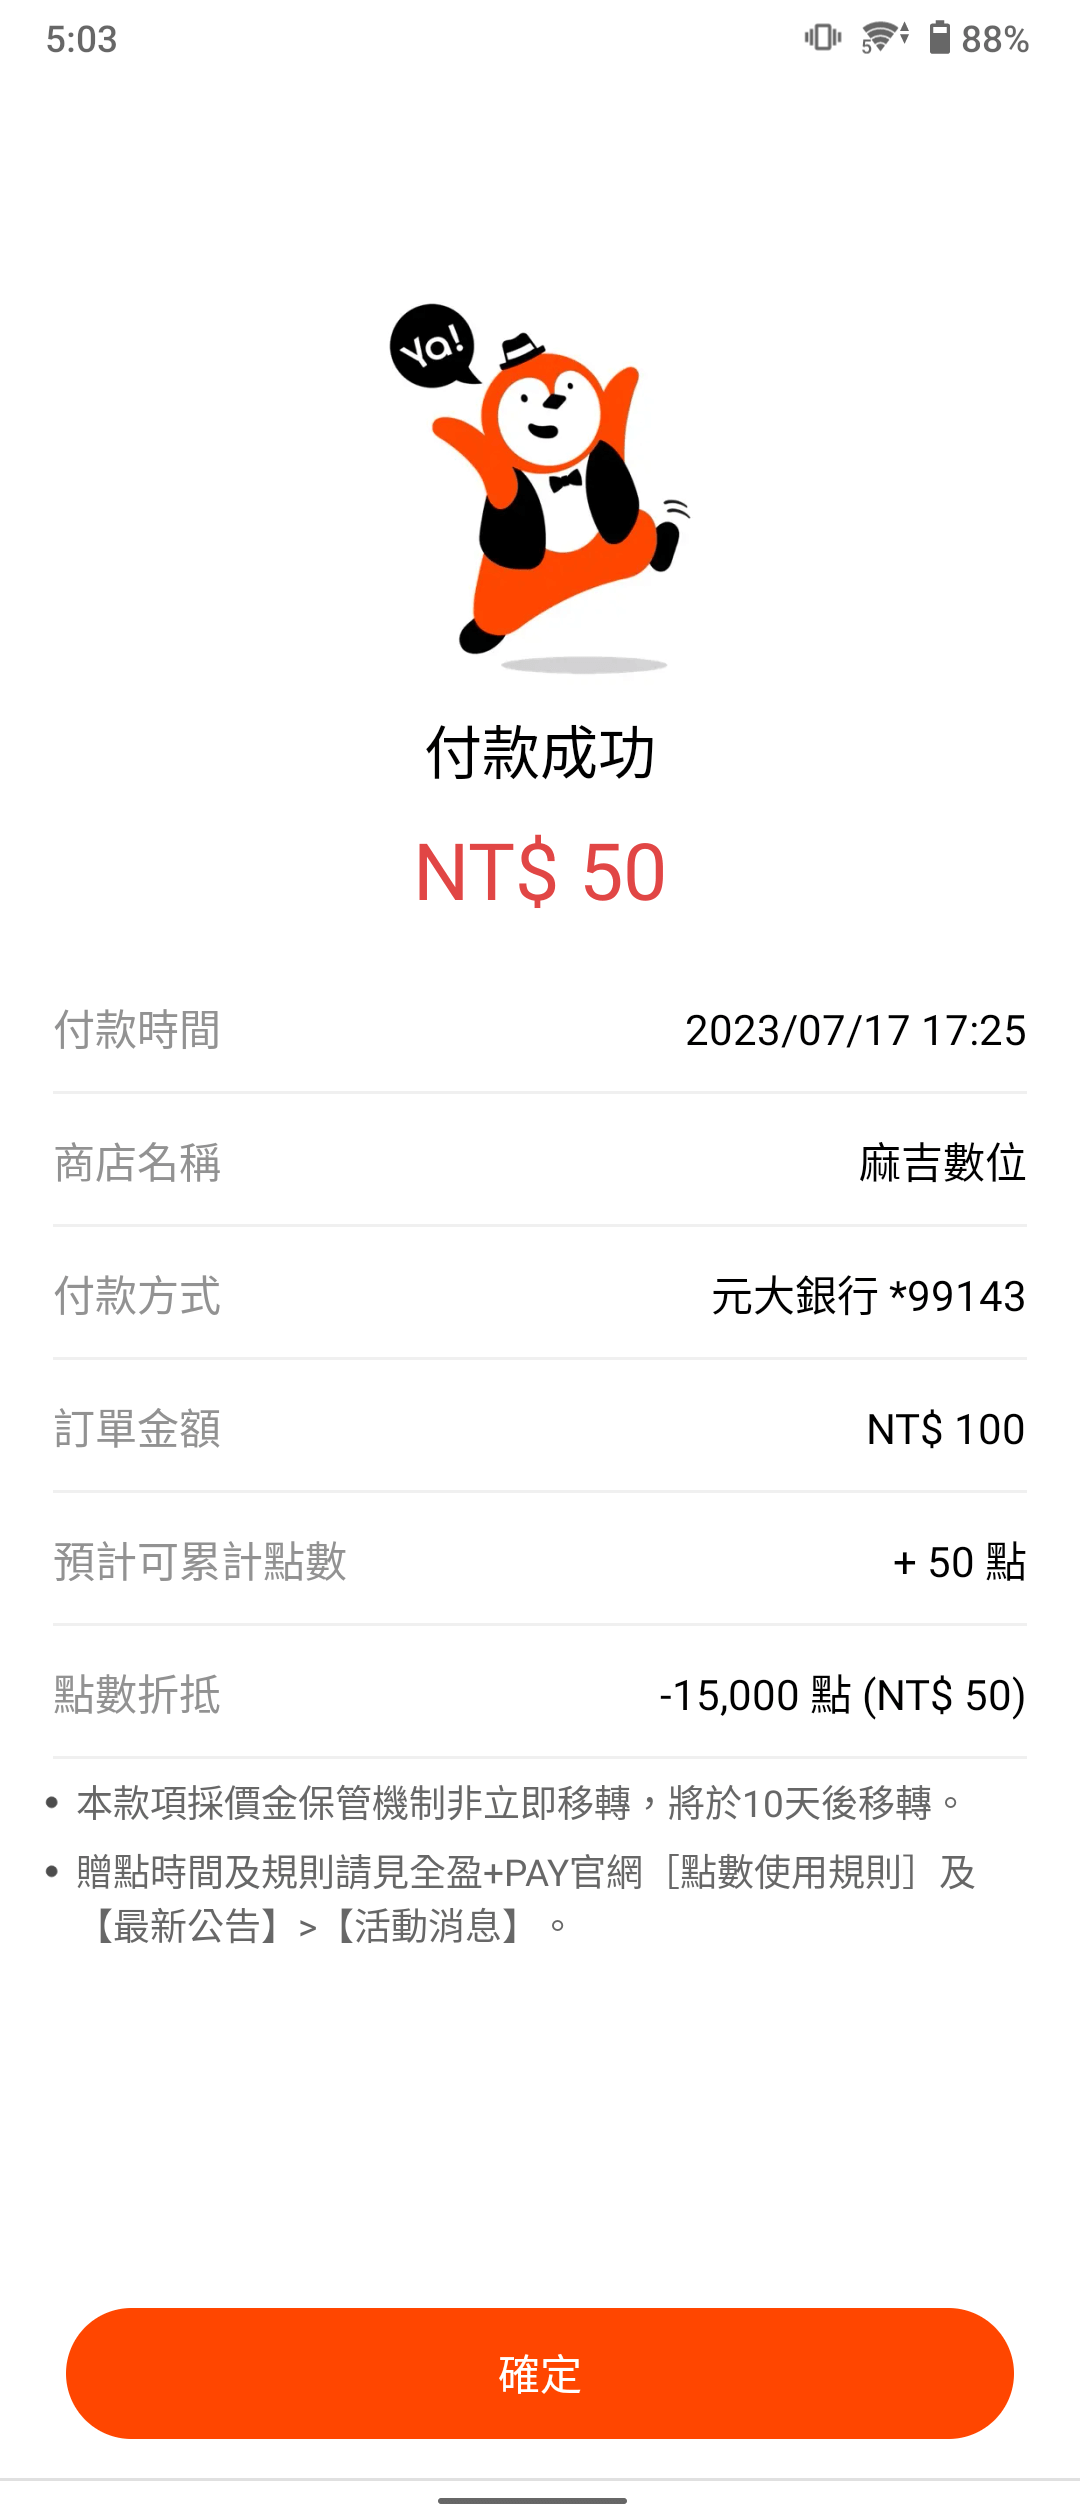 5:03
5 88%
Ya!
付款成功
NT$ 50
付款時間 2023/07/17 17:25
商店名稱 麻吉數位
付款方式 元大銀行 *99143
訂單金額 NT$ 100
預計可累計點數 + 50 點
點數折抵 -15,000 點 (NT$ 50)
• 本款項採價金保管機制非立即移轉，將於10天後移轉。
• 贈點時間及規則請見全盈+PAY官網［點數使用規則］及
【最新公告】>【活動消息】。
確定